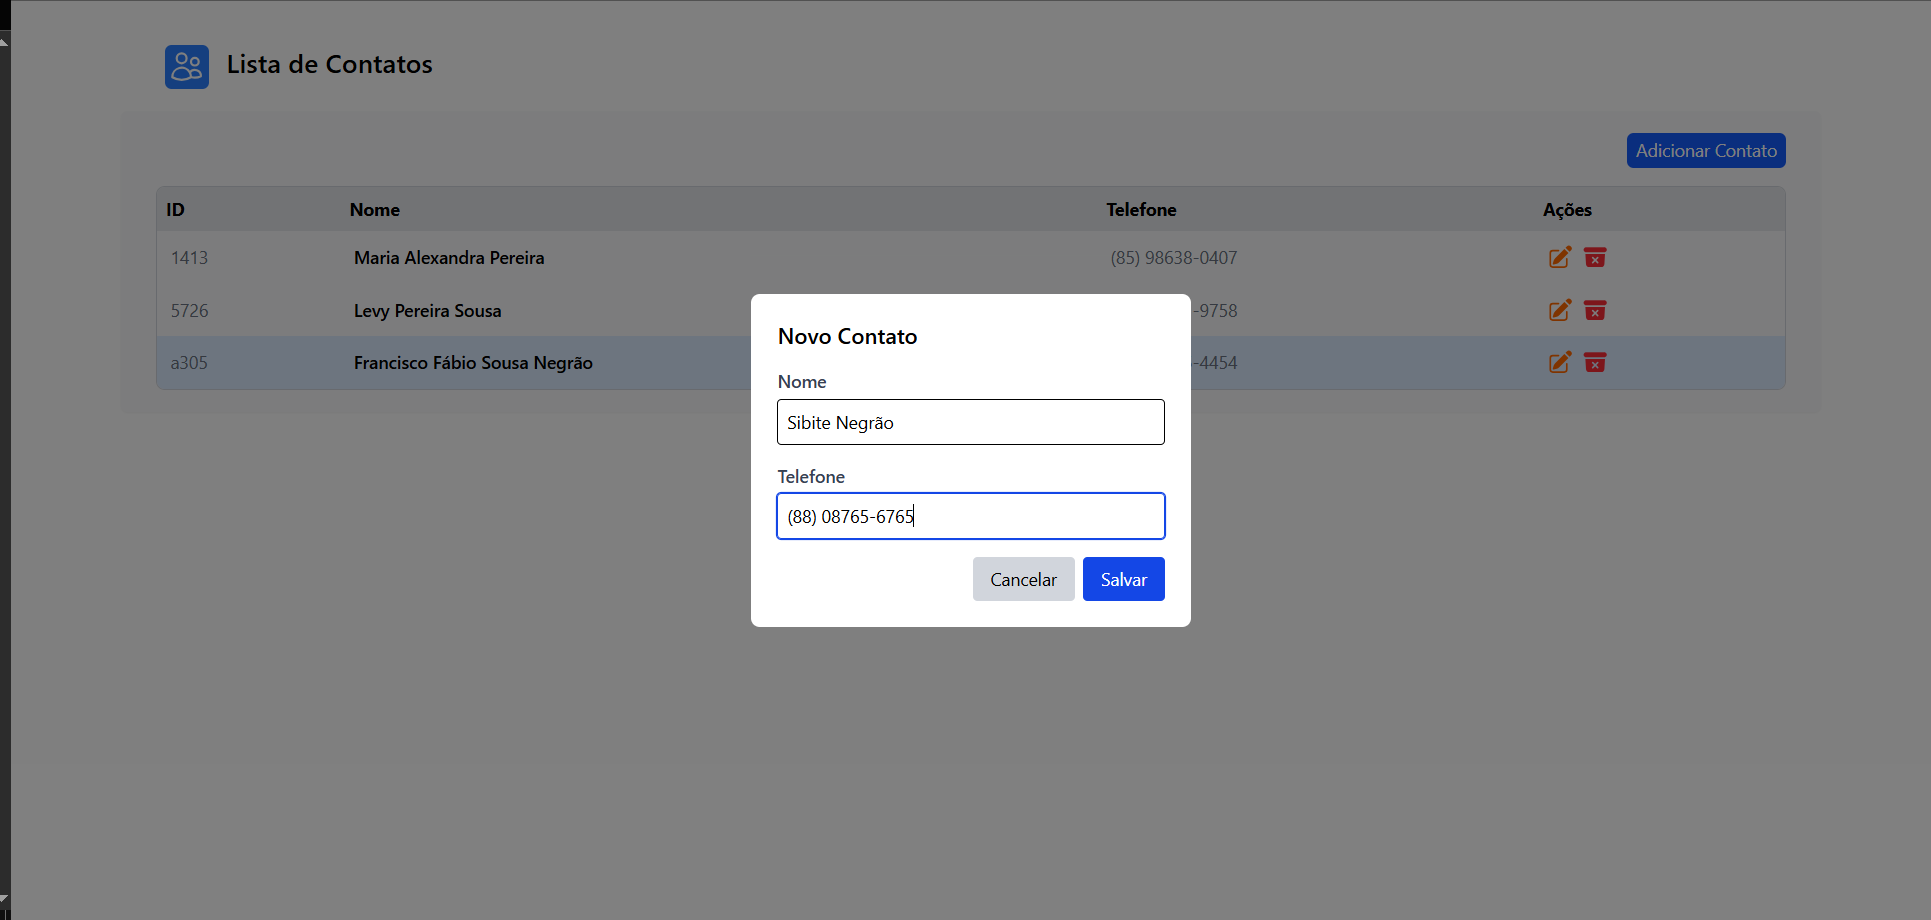 Lista de Contatos
Adicionar Contato
ID Nome Telefone Ações
1413 Maria Alexandra Pereira (85) 98638-0407
5726 Levy Pereira Sousa -9758
a305 Francisco Fábio Sousa Negrão -4454
Novo Contato
Nome
Sibite Negrão
Telefone
(88) 08765-6765
Cancelar Salvar